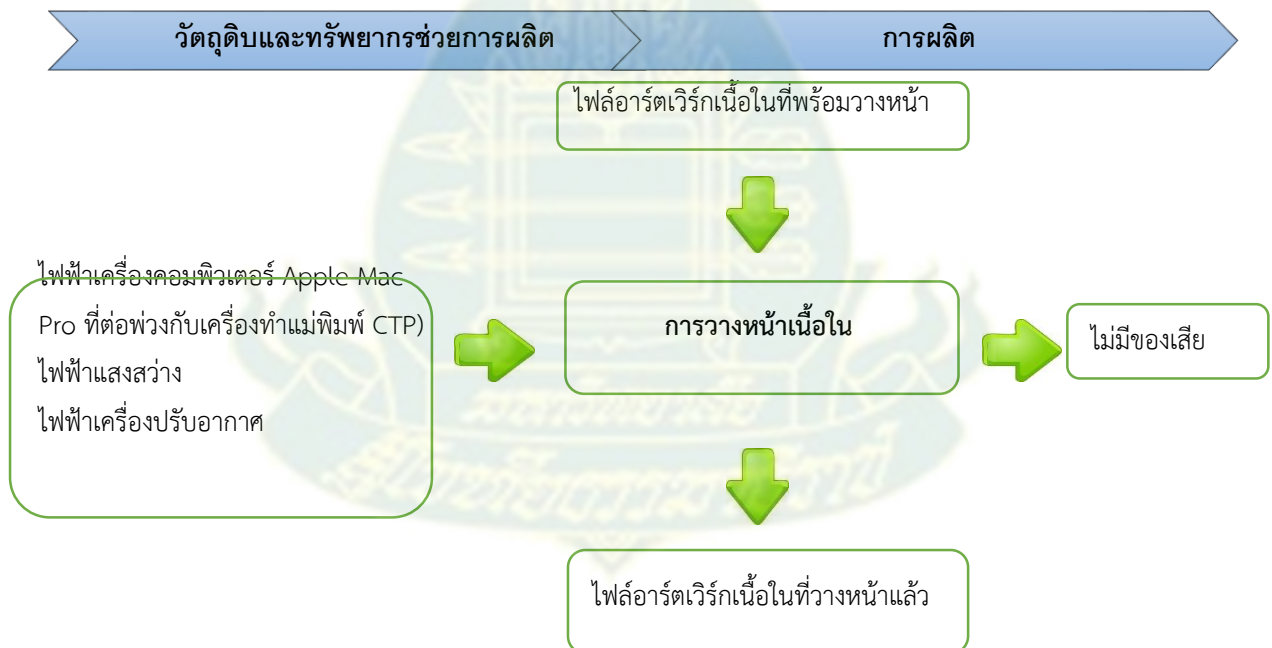 วัตถุดิบและทรัพยากรช่วยการผลิต
การผลิต
ไฟล์อาร์ตเวิร์กเนื้อในที่พร้อมวางหน้า
ไฟฟ้าเครื่องคอมพิวเตอร์ Apple Mac
Pro ที่ต่อพ่วงกับเครื่องทำแม่พิมพ์ CTP)
ไฟฟ้าแสงสว่าง
ไฟฟ้าเครื่องปรับอากาศ
การวางหน้าเนื้อใน
ไม่มีของเสีย
ไฟล์อาร์ตเวิร์กเนื้อในที่วางหน้าแล้ว